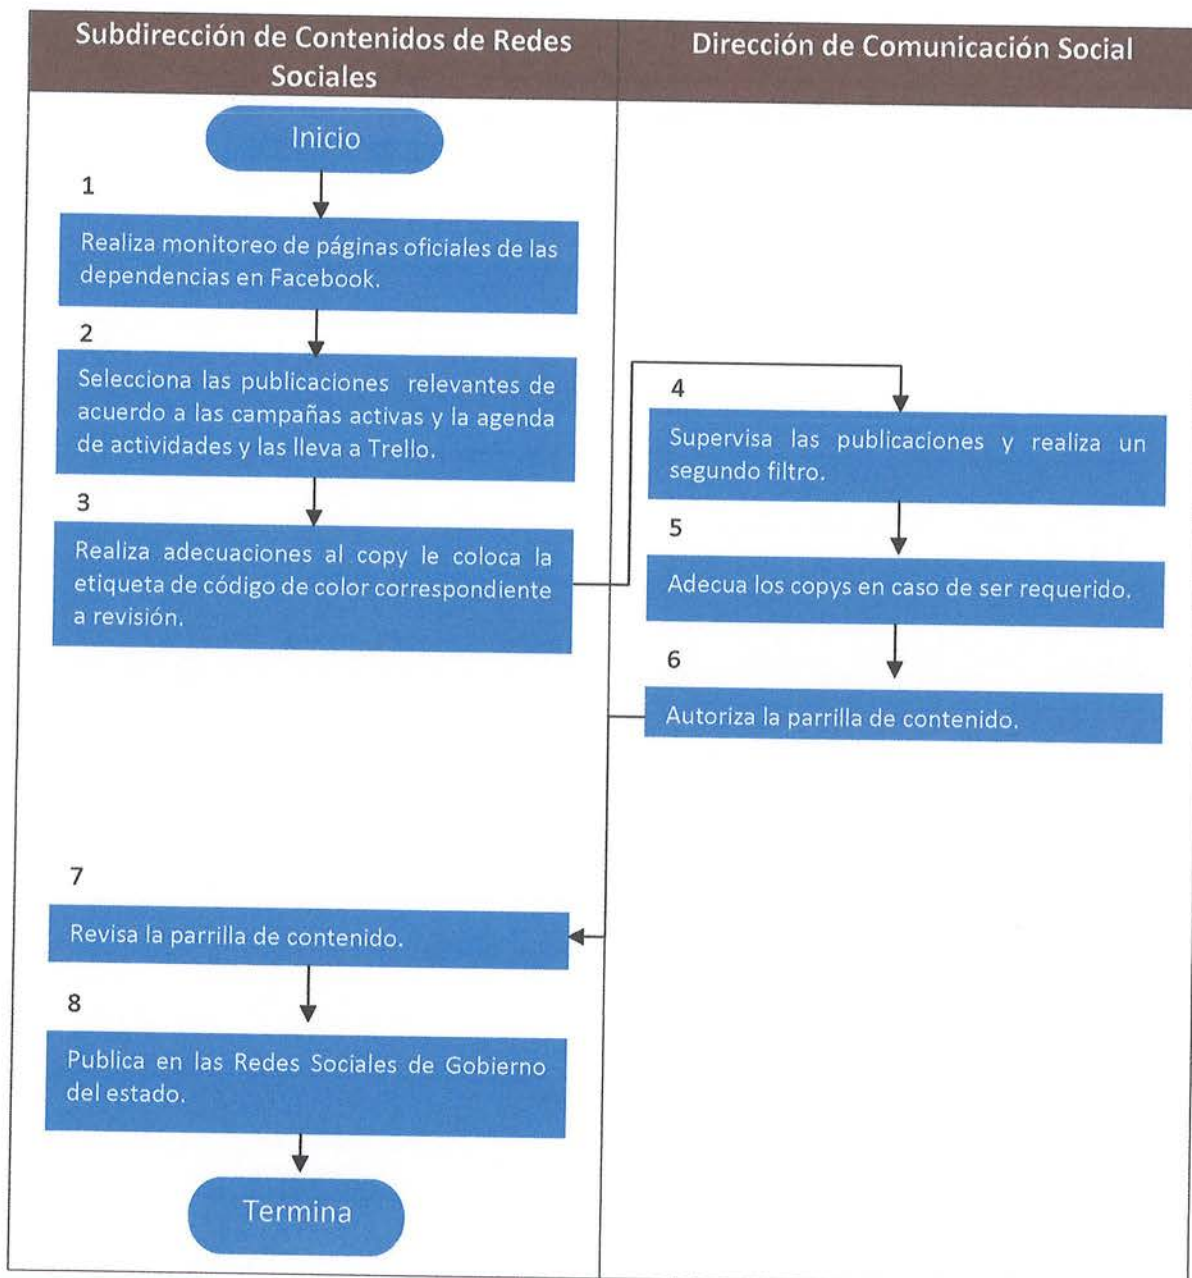 Subdirección de Contenidos de Redes
Sociales
Dirección de Comunicación Social
Inicio
1
Realiza monitoreo de páginas oficiales de las
dependencias en Facebook.
2
Selecciona las publicaciones relevantes de
acuerdo a las campañas activas y la agenda
de actividades y las lleva a Trello.
3
Realiza adecuaciones al copy le coloca la
etiqueta de código de color correspondiente
a revisión.
4
Supervisa las publicaciones y realiza un
segundo filtro.
5
Adecua los copys en caso de ser requerido.
6
Autoriza la parrilla de contenido.
7
Revisa la parrilla de contenido.
8
Publica en las Redes Sociales de Gobierno
del estado.
Termina